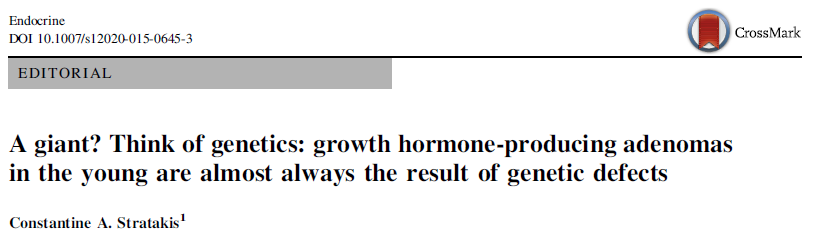 Endocrine
DOI 10.1007/s12020-015-0645-3
CrossMark
EDITORIAL
A giant? Think of genetics: growth hormone-producing adenomas
in the young are almost always the result of genetic defects
Constantine A. Stratakis1